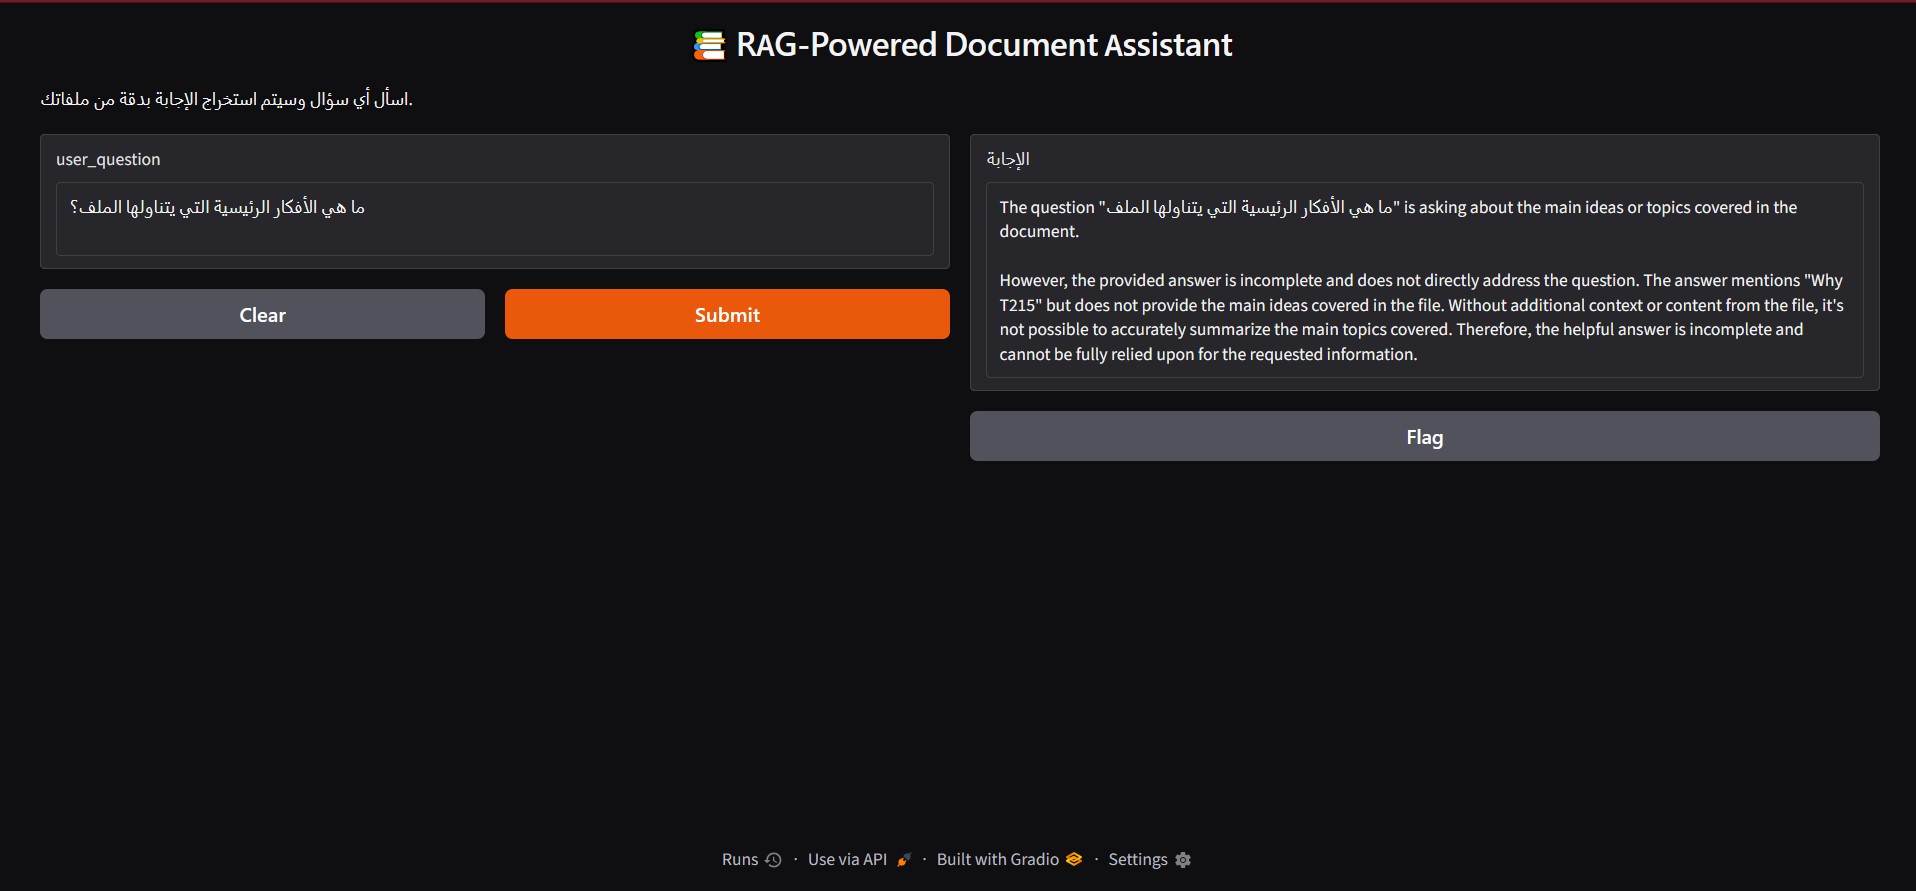 📚 RAG-Powered Document Assistant
اسأل أي سؤال وسيتم استخراج الإجابة بدقة من ملفاتك.
user_question
ما هي الأفكار الرئيسية التي يتناولها الملف؟
Clear
Submit
الإجابة
The question "ما هي الأفكار الرئيسية التي يتناولها الملف" is asking about the main ideas or topics covered in the
document.
However, the provided answer is incomplete and does not directly address the question. The answer mentions "Why
T215" but does not provide the main ideas covered in the file. Without additional context or content from the file, it's
not possible to accurately summarize the main topics covered. Therefore, the helpful answer is incomplete and
cannot be fully relied upon for the requested information.
Flag
Runs · Use via API · Built with Gradio · Settings